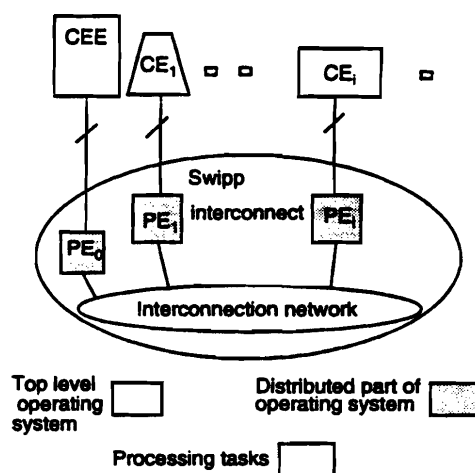 CEE
CE1
CEi
Swipp
interconnect
PE0
PE1
PEi
Interconnection network
Top level
operating
system
Distributed part of
operating system
Processing tasks